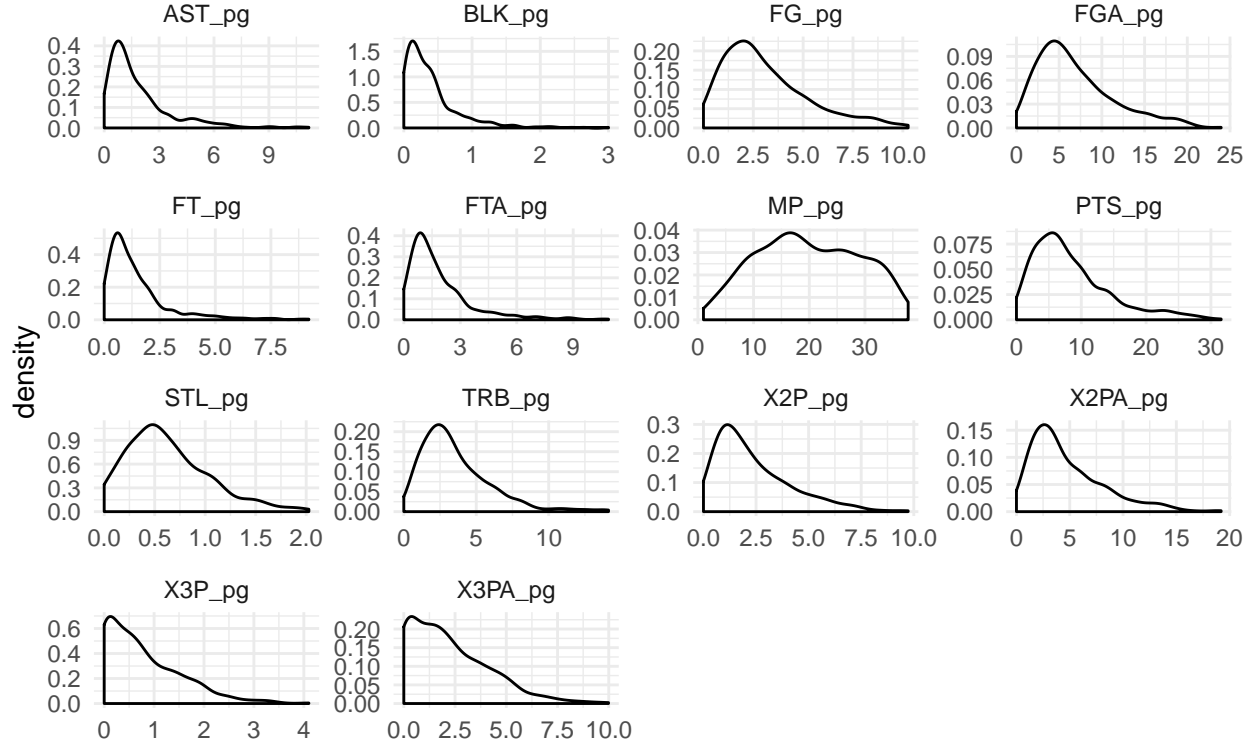 AST_pg BLK_pg FG_pg FGA_pg
0.4 0.3 0.2 0.1 0.0
0 3 6 9
1.5 1.0 0.5 0.0
0 1 2 3
0.20 0.15 0.10 0.05 0.00
0.0 2.5 5.0 7.5 10.0
0.09 0.06 0.03 0.00
0 5 10 15 20 25
FT_pg FTA_pg MP_pg PTS_pg
0.4 0.2 0.0
0.0 2.5 5.0 7.5
0.4 0.3 0.2 0.1 0.0
0 3 6 9
0.04 0.03 0.02 0.01 0.00
0 10 20 30
0.075 0.050 0.025 0.000
0 10 20 30
density
STL_pg TRB_pg X2P_pg X2PA_pg
0.9 0.6 0.3 0.0
0.0 0.5 1.0 1.5 2.0
0.20 0.15 0.10 0.05 0.00
0 5 10
0.3 0.2 0.1 0.0
0.0 2.5 5.0 7.5 10.0
0.15 0.10 0.05 0.00
0 5 10 15 20
X3P_pg X3PA_pg
0.6 0.4 0.2 0.0
0 1 2 3 4
0.20 0.15 0.10 0.05 0.00
0.0 2.5 5.0 7.5 10.0